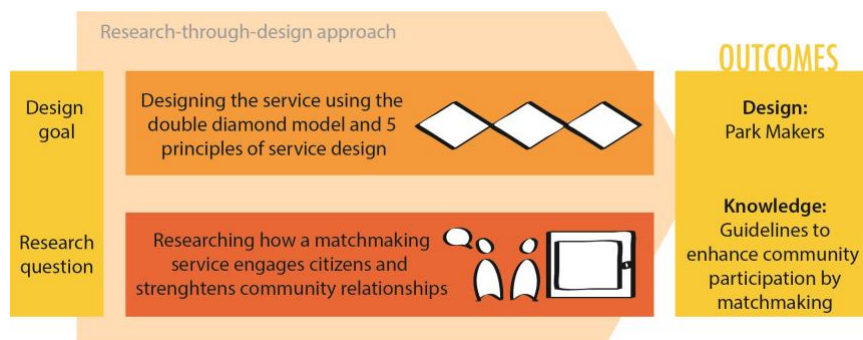 Research-through-design approach
OUTCOMES
Design
goal
Designing the service using the
double diamond model and 5
principles of service design
Design:
Park Makers
Research
question
Researching how a matchmaking
service engages citizens and
strenghtens community relationships
Knowledge:
Guidelines to
enhance community
participation by
matchmaking